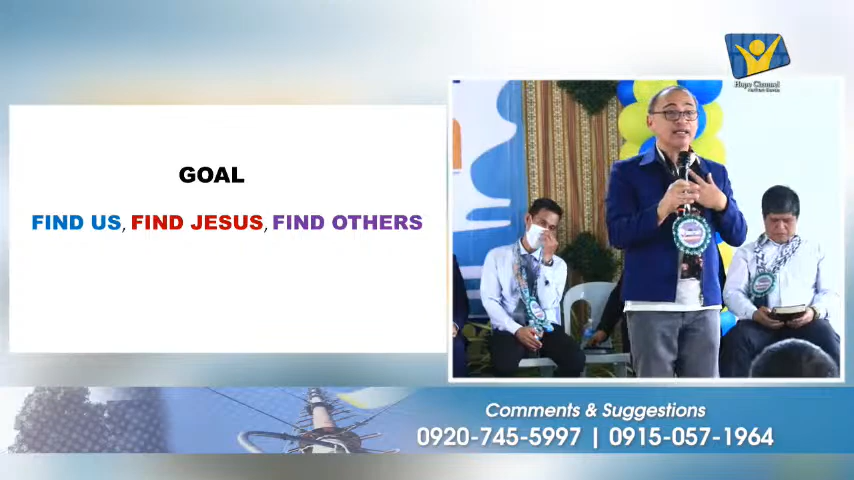 GOAL
FIND US, FIND JESUS, FIND OTHERS
Hope Channel
Comments & Suggestions
0920-745-5997 | 0915-057-1964